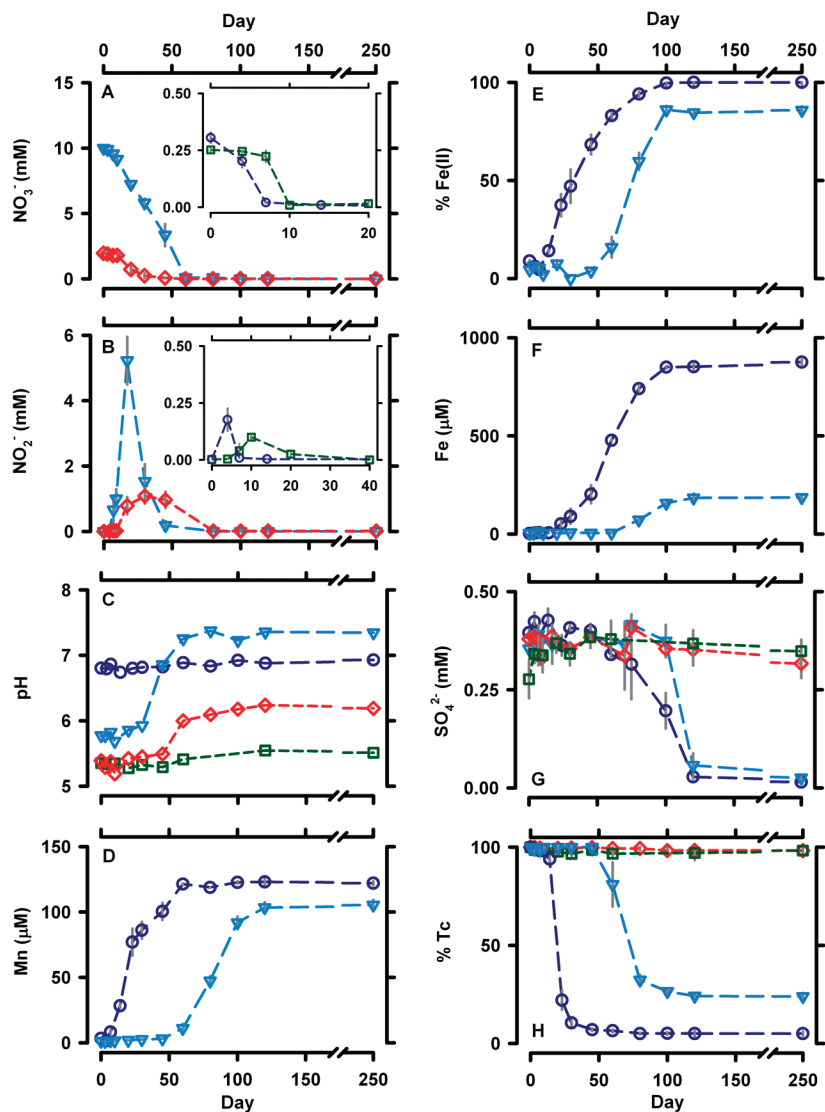 Day
0 50 100 250
15
10
5
0
NO₃⁻ (mM)
A
0.50
0.25
0.00
0 10 20
6
4
2
0
NO₂⁻ (mM)
B
0.50
0.25
0.00
0 10 20 30 40
8
7
6
5
pH
C
150
100
50
0
Mn (µM)
D
0 50 100 250
Day
Day
0 50 100 250
100
50
0
% Fe(II)
E
1000
500
0
Fe (µM)
F
0.50
0.25
0.00
SO₄²⁻ (mM)
G
100
50
0
% Tc
H
0 50 100 250
Day